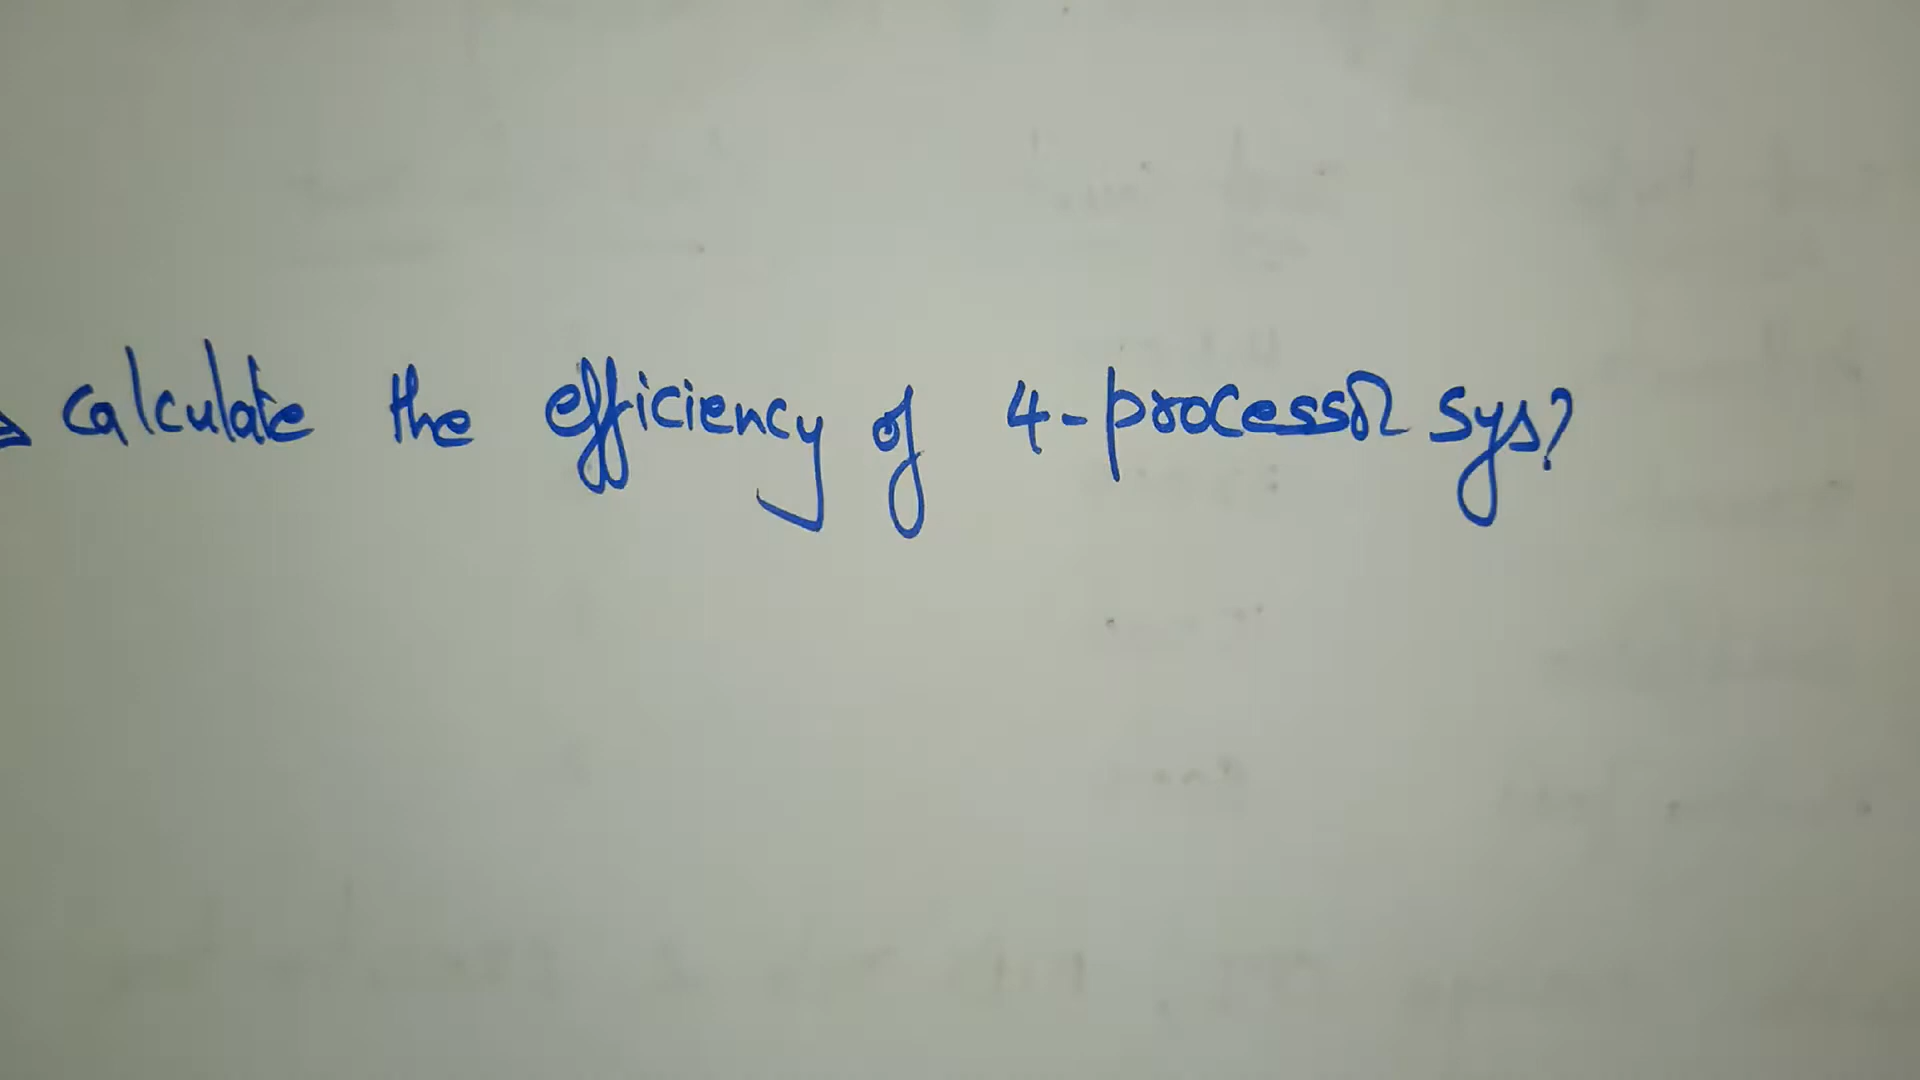 calculate the efficiency of 4-processor sys?